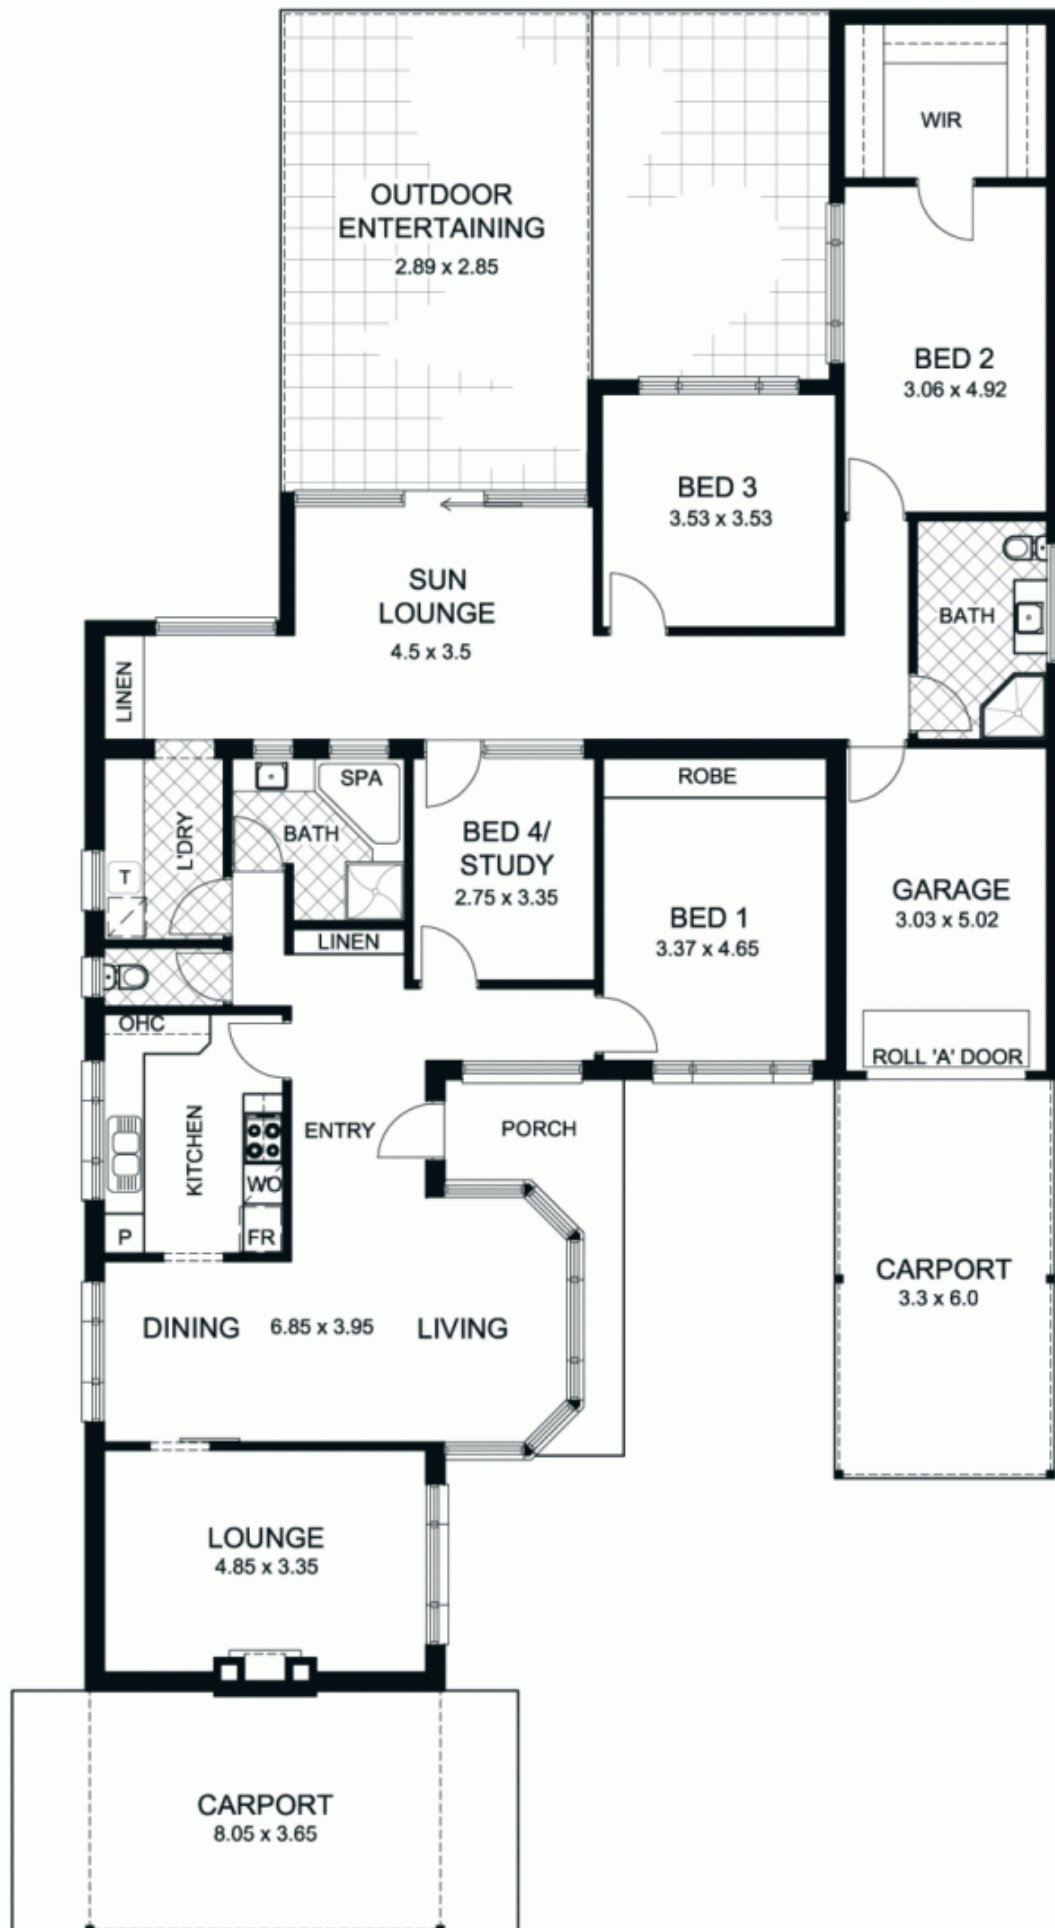 WIR
OUTDOOR
ENTERTAINING
2.89 x 2.85
BED 2
3.06 x 4.92
BED 3
3.53 x 3.53
SUN
LOUNGE
4.5 x 3.5
BATH
LINEN
SPA
ROBE
L'DRY
BATH
BED 4/
STUDY
2.75 x 3.35
T
GARAGE
3.03 x 5.02
BED 1
3.37 x 4.65
LINEN
OHC
ROLL 'A' DOOR
KITCHEN
ENTRY
PORCH
WO
P
FR
CARPORT
3.3 x 6.0
DINING 6.85 x 3.95 LIVING
LOUNGE
4.85 x 3.35
CARPORT
8.05 x 3.65